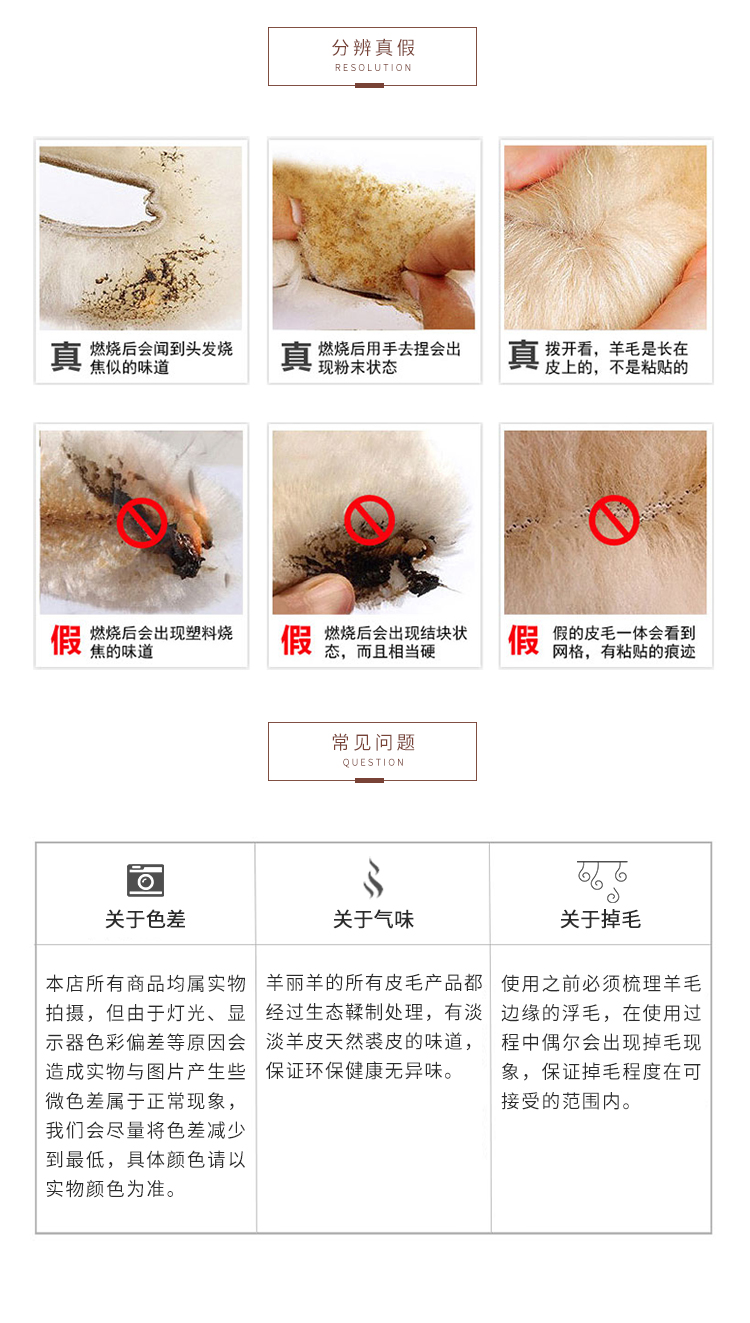 分辨真假
RESOLUTION
真
燃烧后会闻到头发烧
焦似的味道
真
燃烧后用手去捏会出
现粉末状态
真
拨开看，羊毛是长在
皮上的，不是粘贴的
假
燃烧后会出现塑料烧
焦的味道
假
燃烧后会出现结块状
态，而且相当硬
假
假的皮毛一体会看到
网格，有粘贴的痕迹
常见问题
QUESTION
关于色差
本店所有商品均属实物
拍摄，但由于灯光、显
示器色彩偏差等原因会
造成实物与图片产生些
微色差属于正常现象，
我们会尽量将色差减少
到最低，具体颜色请以
实物颜色为准。
关于气味
羊丽羊的所有皮毛产品都
经过生态鞣制处理，有淡
淡羊皮天然裘皮的味道，
保证环保健康无异味。
关于掉毛
使用之前必须梳理羊毛
边缘的浮毛，在使用过
程中偶尔会出现掉毛现
象，保证掉毛程度在可
接受的范围内。